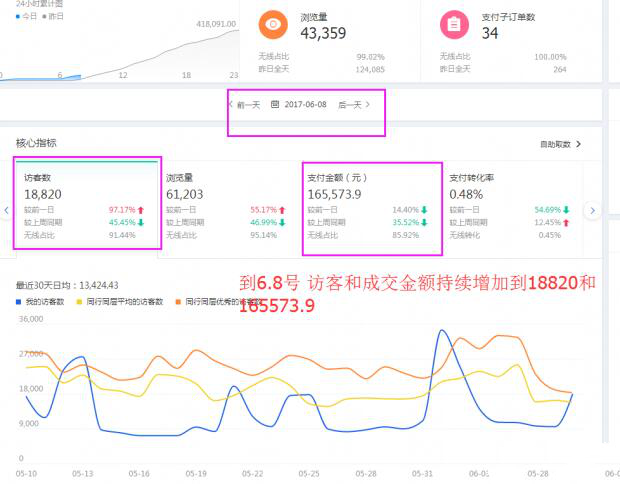 24小时累计图
今日 昨日
418,091.00
0 6 12 18 23
浏览量
43,359
无线占比 99.02%
昨日全天 124,085
支付子订单数
34
无线占比 100.00%
昨日全天 264
前一天 2017-06-08 后一天
核心指标 自助取数
访客数
18,820
较前一日 97.17%
较上周同期 45.45%
无线占比 91.44%
浏览量
61,203
较前一日 55.17%
较上周同期 46.99%
无线占比 95.14%
支付金额（元）
165,573.9
较前一日 14.40%
较上周同期 35.52%
无线占比 85.92%
支付转化率
0.48%
较前一日 54.69%
较上周同期 12.45%
无线转化 0.45%
到6.8号 访客和成交金额持续增加到18820和
165573.9
最近30天日均：13,424.43
我的访客数 同行同层平均的访客数 同行同层优秀的访客数
36,000
27,000
18,000
9,000
0
05-10 05-13 05-16 05-19 05-22 05-25 05-28 05-31 06-01 05-28 06-0